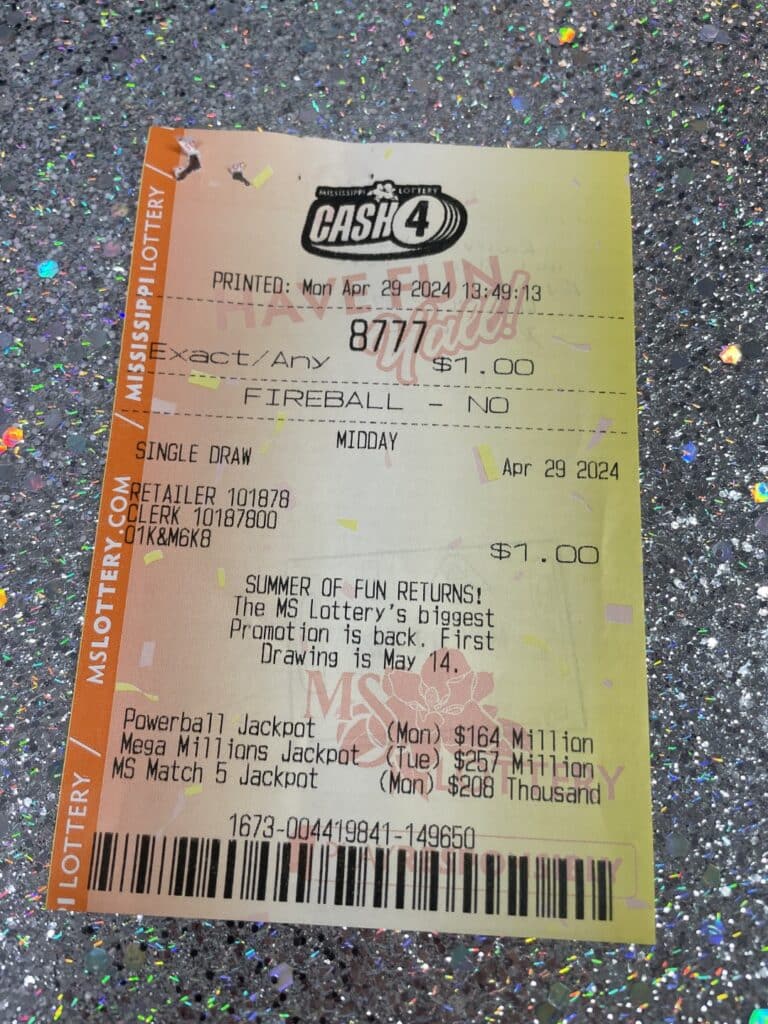 MISSISSIPPI LOTTERY
CASH 4
HAVE FUN
Y'all!
PRINTED: Mon Apr 29 2024 13:49:13
8777
Exact/Any $1.00
FIREBALL - NO
MIDDAY
SINGLE DRAW Apr 29 2024
RETAILER 101878
CLERK 10187800
01K&M6K8
$1.00
SUMMER OF FUN RETURNS!
The MS Lottery's biggest
Promotion is back. First
Drawing is May 14.
MS
LOTTERY
Powerball Jackpot (Mon) $164 Million
Mega Millions Jackpot (Tue) $257 Million
MS Match 5 Jackpot (Mon) $208 Thousand
1673-004419841-149650
/ MISSISSIPPI LOTTERY /
MSLOTTERY.COM
PI LOTTERY /